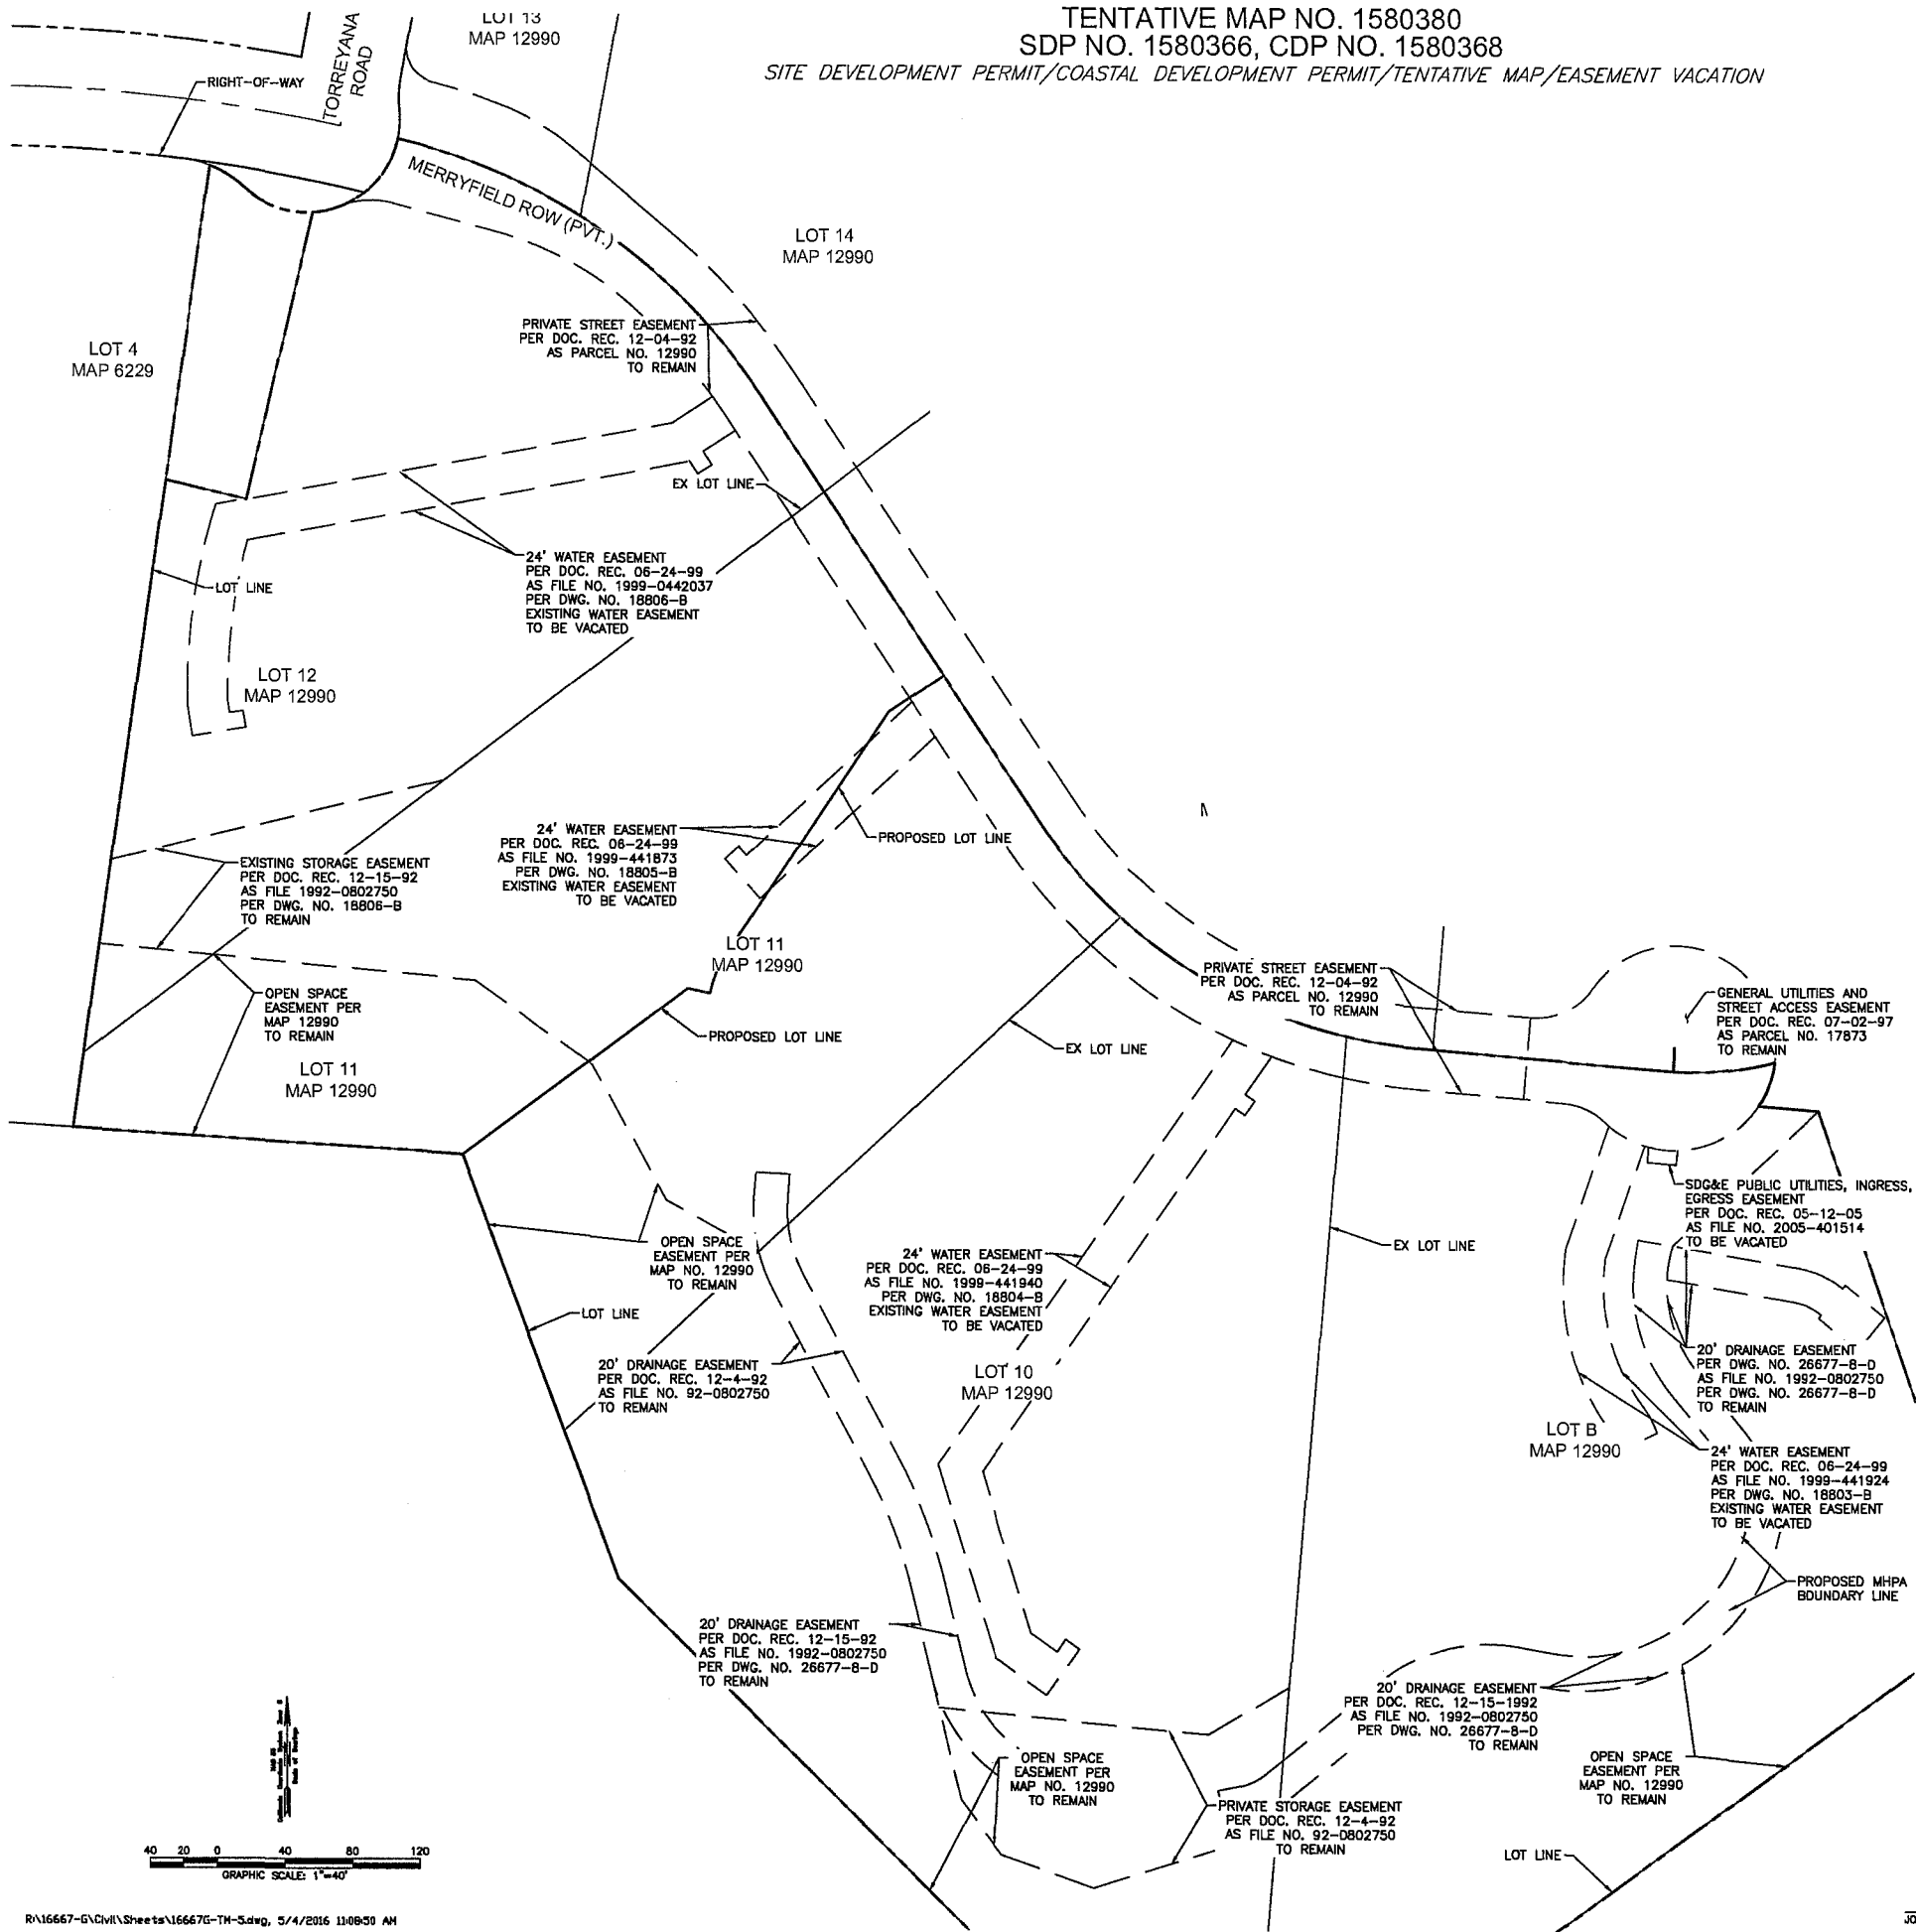 TENTATIVE MAP NO. 1580380
SDP NO. 1580366, CDP NO. 1580368
SITE DEVELOPMENT PERMIT/COASTAL DEVELOPMENT PERMIT/TENTATIVE MAP/EASEMENT VACATION
LOT 13
MAP 12990
TORREYANA
ROAD
RIGHT-OF-WAY
MERRYFIELD ROW (PVT.)
LOT 14
MAP 12990
PRIVATE STREET EASEMENT
PER DOC. REC. 12-04-92
AS PARCEL NO. 12990
TO REMAIN
LOT 4
MAP 6229
EX LOT LINE
24' WATER EASEMENT
PER DOC. REC. 06-24-99
AS FILE NO. 1999-0442037
PER DWG. NO. 18806-B
EXISTING WATER EASEMENT
TO BE VACATED
LOT LINE
LOT 12
MAP 12990
24' WATER EASEMENT
PER DOC. REC. 06-24-99
AS FILE NO. 1999-441873
PER DWG. NO. 18805-B
EXISTING WATER EASEMENT
TO BE VACATED
PROPOSED LOT LINE
EXISTING STORAGE EASEMENT
PER DOC. REC. 12-15-92
AS FILE 1992-0802750
PER DWG. NO. 18806-B
TO REMAIN
LOT 11
MAP 12990
PRIVATE STREET EASEMENT
PER DOC. REC. 12-04-92
AS PARCEL NO. 12990
TO REMAIN
GENERAL UTILITIES AND
STREET ACCESS EASEMENT
PER DOC. REC. 07-02-97
AS PARCEL NO. 17873
TO REMAIN
OPEN SPACE
EASEMENT PER
MAP 12990
TO REMAIN
PROPOSED LOT LINE
EX LOT LINE
LOT 11
MAP 12990
SDG&E PUBLIC UTILITIES, INGRESS,
EGRESS EASEMENT
PER DOC. REC. 05-12-05
AS FILE NO. 2005-401514
TO BE VACATED
OPEN SPACE
EASEMENT PER
MAP NO. 12990
TO REMAIN
24' WATER EASEMENT
PER DOC. REC. 06-24-99
AS FILE NO. 1999-441940
PER DWG. NO. 18804-B
EXISTING WATER EASEMENT
TO BE VACATED
EX LOT LINE
LOT LINE
20' DRAINAGE EASEMENT
PER DOC. REC. 12-4-92
AS FILE NO. 92-0802750
TO REMAIN
LOT 10
MAP 12990
20' DRAINAGE EASEMENT
PER DWG. NO. 26677-8-D
AS FILE NO. 1992-0802750
PER DWG. NO. 26677-8-D
TO REMAIN
LOT B
MAP 12990
24' WATER EASEMENT
PER DOC. REC. 06-24-99
AS FILE NO. 1999-441924
PER DWG. NO. 18803-B
EXISTING WATER EASEMENT
TO BE VACATED
PROPOSED MHPA
BOUNDARY LINE
20' DRAINAGE EASEMENT
PER DOC. REC. 12-15-92
AS FILE NO. 1992-0802750
PER DWG. NO. 26677-8-D
TO REMAIN
20' DRAINAGE EASEMENT
PER DOC. REC. 12-15-1992
AS FILE NO. 1992-0802750
PER DWG. NO. 26677-8-D
TO REMAIN
OPEN SPACE
EASEMENT PER
MAP NO. 12990
TO REMAIN
OPEN SPACE
EASEMENT PER
MAP NO. 12990
TO REMAIN
PRIVATE STORAGE EASEMENT
PER DOC. REC. 12-4-92
AS FILE NO. 92-0802750
TO REMAIN
LOT LINE
40 20 0 40 80 120
GRAPHIC SCALE: 1"=40'
R:\16667-G\Civil\Sheets\16667G-TM-5.dwg, 5/4/2016 11:08:50 AM
JO